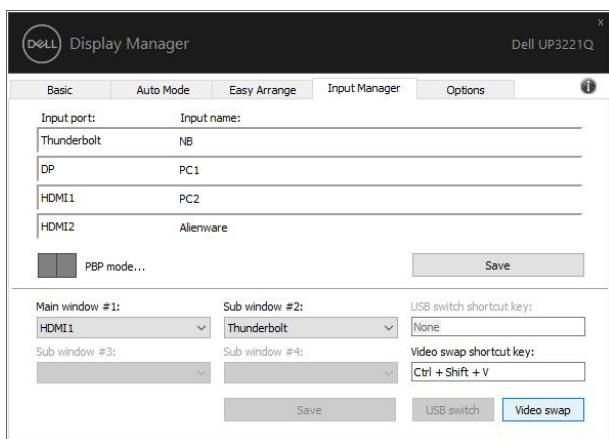 x
DELL Display Manager Dell UP3221Q
Basic Auto Mode Easy Arrange Input Manager Options i
Input port: Input name:
Thunderbolt NB
DP PC1
HDMI1 PC2
HDMI2 Alienware
PBP mode... Save
Main window #1: Sub window #2: USB switch shortcut key:
HDMI1 Thunderbolt None
Sub window #3: Sub window #4: Video swap shortcut key:
Ctrl + Shift + V
Save USB switch Video swap